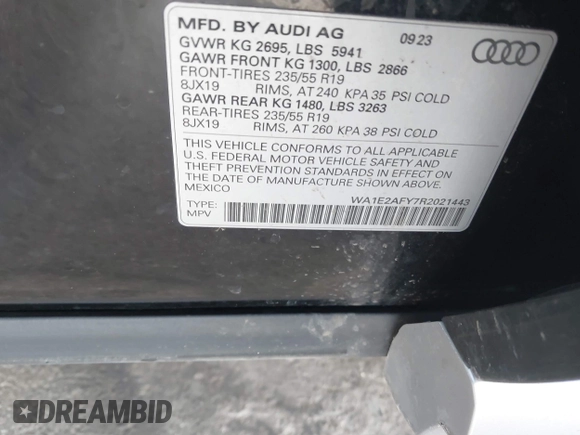 MFD. BY AUDI AG 09 23
GVWR KG 2695, LBS 5941
GAWR FRONT KG 1300, LBS 2866
FRONT-TIRES 235/55 R19
8JX19 RIMS, AT 240 KPA 35 PSI COLD
GAWR REAR KG 1480, LBS 3263
REAR-TIRES 235/55 R19
8JX19 RIMS, AT 260 KPA 38 PSI COLD
THIS VEHICLE CONFORMS TO ALL APPLICABLE
U.S. FEDERAL MOTOR VEHICLE SAFETY AND
THEFT PREVENTION STANDARDS IN EFFECT ON
THE DATE OF MANUFACTURE SHOWN ABOVE.
MEXICO
WA1E2AFY7R2021443
TYPE:
MPV
DREAMBID